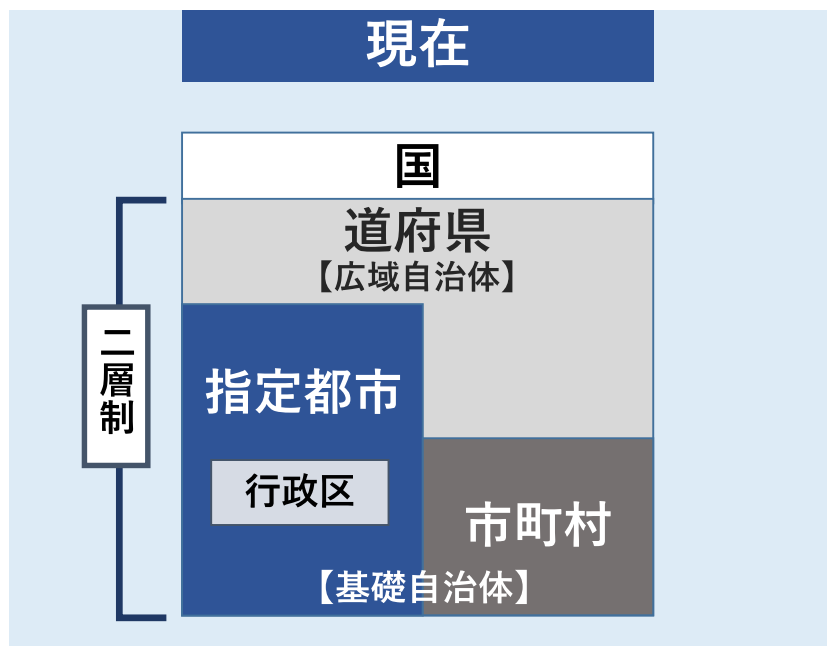 現在
国
道府県
【広域自治体】
二層制
指定都市
行政区
市町村
【基礎自治体】